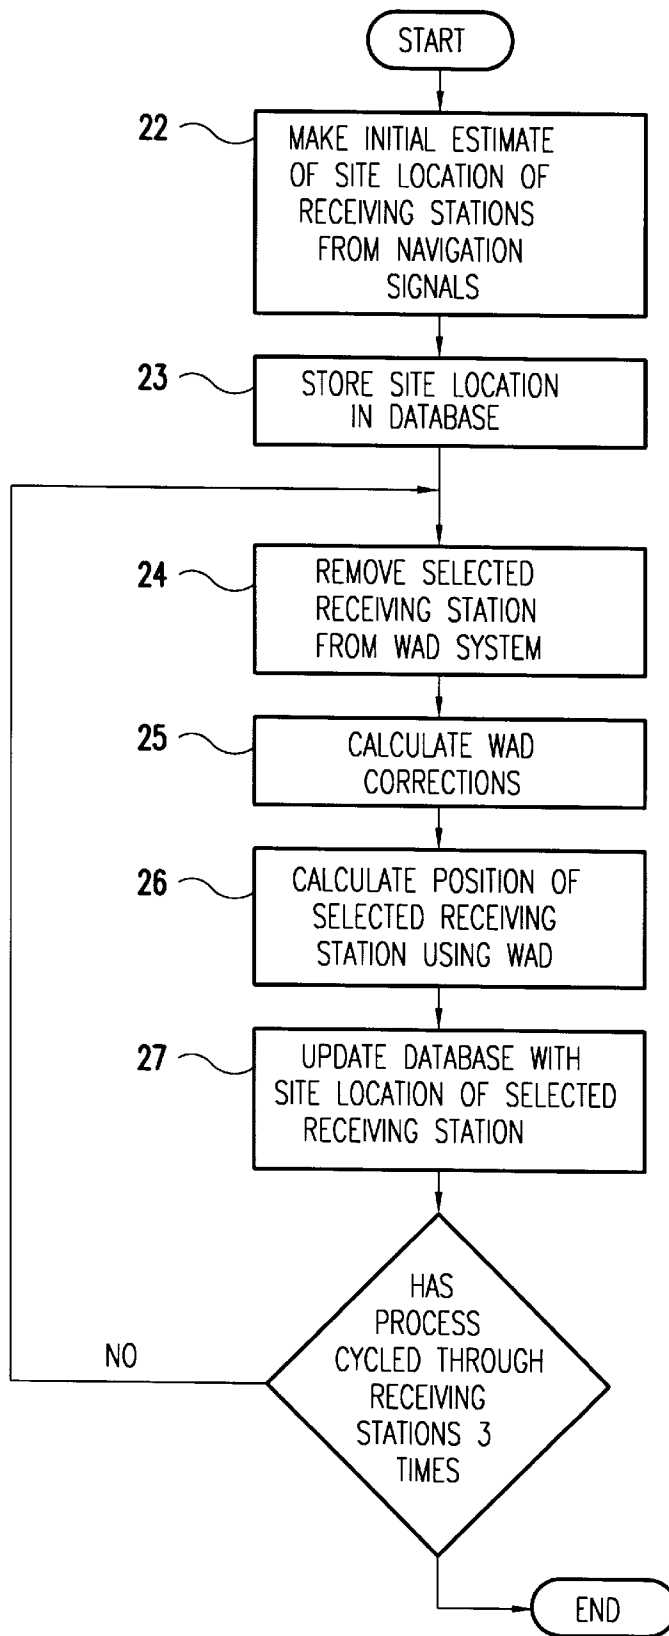 START
22
MAKE INITIAL ESTIMATE
OF SITE LOCATION OF
RECEIVING STATIONS
FROM NAVIGATION
SIGNALS
23
STORE SITE LOCATION
IN DATABASE
24
REMOVE SELECTED
RECEIVING STATION
FROM WAD SYSTEM
25
CALCULATE WAD
CORRECTIONS
26
CALCULATE POSITION OF
SELECTED RECEIVING
STATION USING WAD
27
UPDATE DATABASE WITH
SITE LOCATION OF SELECTED
RECEIVING STATION
HAS
PROCESS
CYCLED THROUGH
RECEIVING
STATIONS 3
TIMES
NO
END